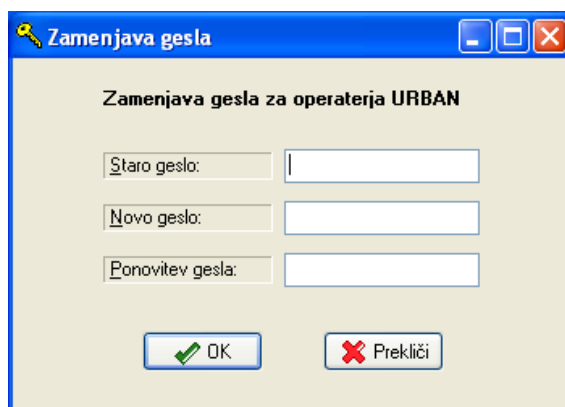 Zamenjava gesla
Zamenjava gesla za operaterja URBAN
Staro geslo:
Novo geslo:
Ponovitev gesla:
OK Prekliči